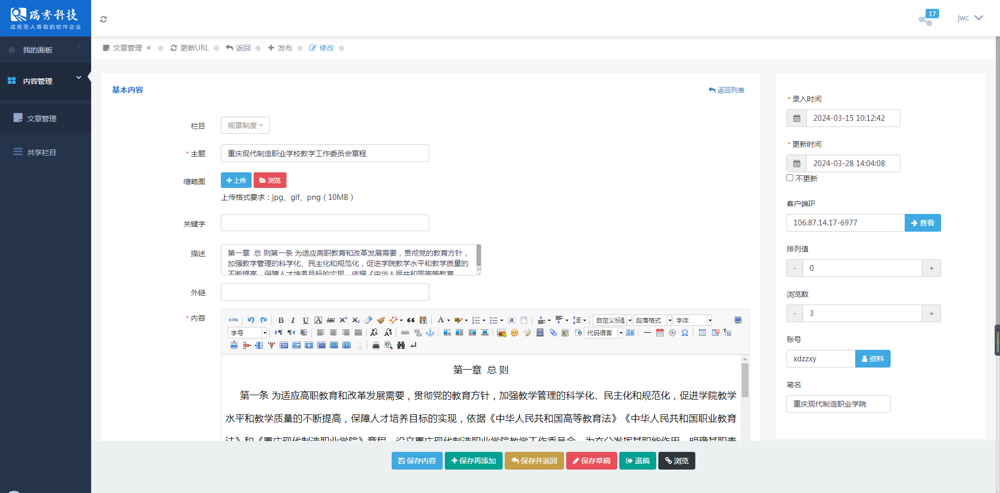 瑞秀科技
成就受人尊敬的软件企业
17
jwc
我的面板
内容管理
文章管理
共享栏目
文章管理 更新URL 返回 发布 修改
基本内容
返回列表
栏目 规章制度
* 主题 重庆现代制造职业学校教学工作委员会章程
缩略图 上传 浏览
上传格式要求：jpg、gif、png（10MB）
关键字
描述 第一章 总 则第一条 为适应高职教育和改革发展需要，贯彻党的教育方针，
加强教学管理的科学化、民主化和规范化，促进学院教学水平和教学质量的
不断提高，保障人才培养目标的实现，依据《中华人民共和国高等教育
外链
* 内容
HTML B I U A ABC X² X₂ A ab 自定义标题 段落格式 字体
字号 代码语言
第一章 总 则
第一条 为适应高职教育和改革发展需要，贯彻党的教育方针，加强教学管理的科学化、民主化和规范化，促进学院教学
水平和教学质量的不断提高，保障人才培养目标的实现，依据《中华人民共和国高等教育法》《中华人民共和国职业教育
法》和《重庆现代制造职业学院》章程，设立重庆现代制造职业学院教学工作委员会。为充分发挥其职能作用，明确其职责
* 录入时间
2024-03-15 10:12:42
* 更新时间
2024-03-28 14:04:08
不更新
客户端IP
106.87.14.17-6977 查看
排列值
- 0 +
浏览数
- 3 +
账号
xdzzxy 资料
笔名
重庆现代制造职业学院
保存内容 保存再添加 保存并返回 保存草稿 退稿 浏览